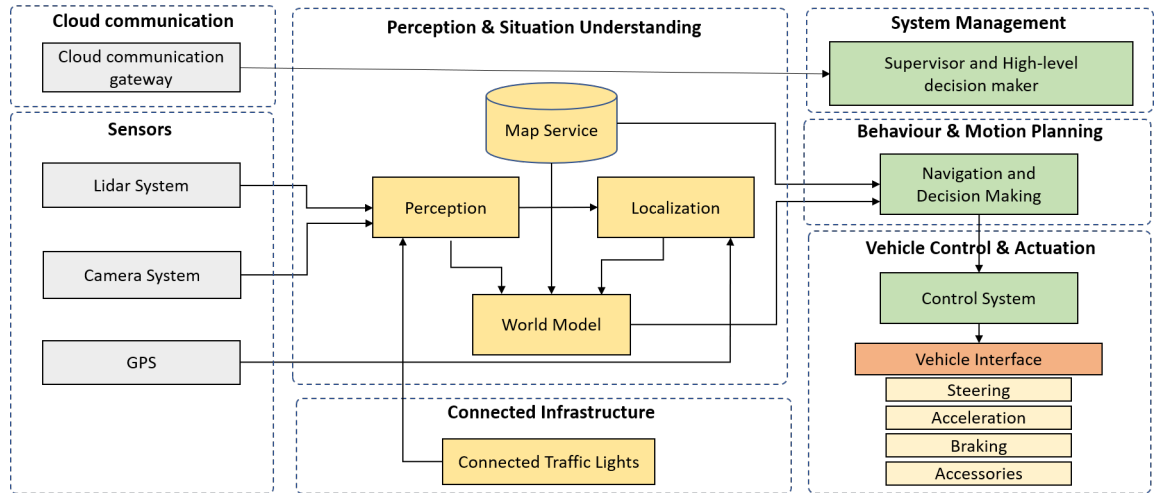 Cloud communication
Cloud communication
gateway
Sensors
Lidar System
Camera System
GPS
Perception & Situation Understanding
Map Service
Perception
Localization
World Model
Connected Infrastructure
Connected Traffic Lights
System Management
Supervisor and High-level
decision maker
Behaviour & Motion Planning
Navigation and
Decision Making
Vehicle Control & Actuation
Control System
Vehicle Interface
Steering
Acceleration
Braking
Accessories